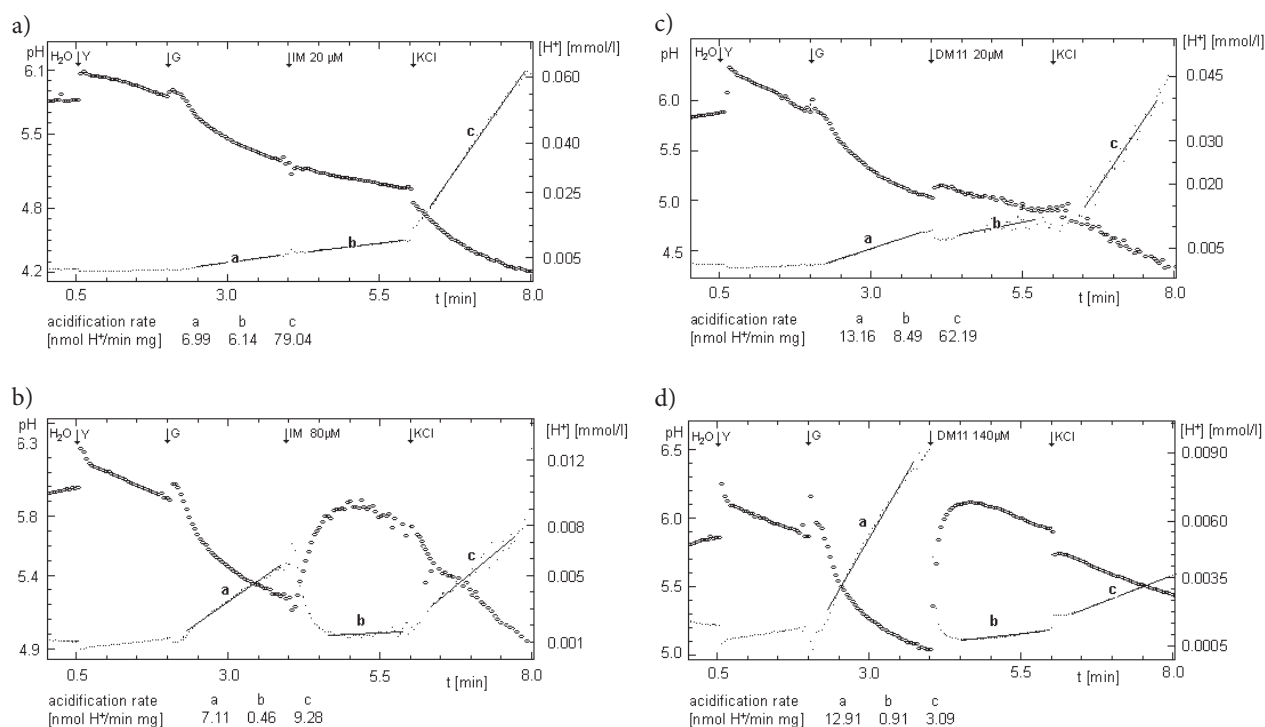 a)
pH
H₂O Y G IM 20 µM KCl
[H⁺] [mmol/l]
6.1
5.5
4.8
4.2
0.060
0.040
0.025
0.005
a b c
0.5 3.0 5.5 8.0
t [min]
acidification rate a b c
[nmol H⁺/min mg] 6.99 6.14 79.04
b)
pH
H₂O Y G IM 80µM KCl
[H⁺] [mmol/l]
6.3
5.8
5.4
4.9
0.012
0.008
0.005
0.001
a b c
0.5 3.0 5.5 8.0
t [min]
acidification rate a b c
[nmol H⁺/min mg] 7.11 0.46 9.28
c)
pH
H₂O Y G DM11 20µM KCl
[H⁺] [mmol/l]
6.0
5.5
5.0
4.5
0.045
0.035
0.020
0.005
a b c
0.5 3.0 5.5 8.0
t [min]
acidification rate a b c
[nmol H⁺/min mg] 13.16 8.49 62.19
d)
pH
H₂O Y G DM11 140µM KCl
[H⁺] [mmol/l]
6.5
6.0
5.5
5.0
0.0090
0.0060
0.0035
0.0005
a b c
0.5 3.0 5.5 8.0
t [min]
acidification rate a b c
[nmol H⁺/min mg] 12.91 0.91 3.09